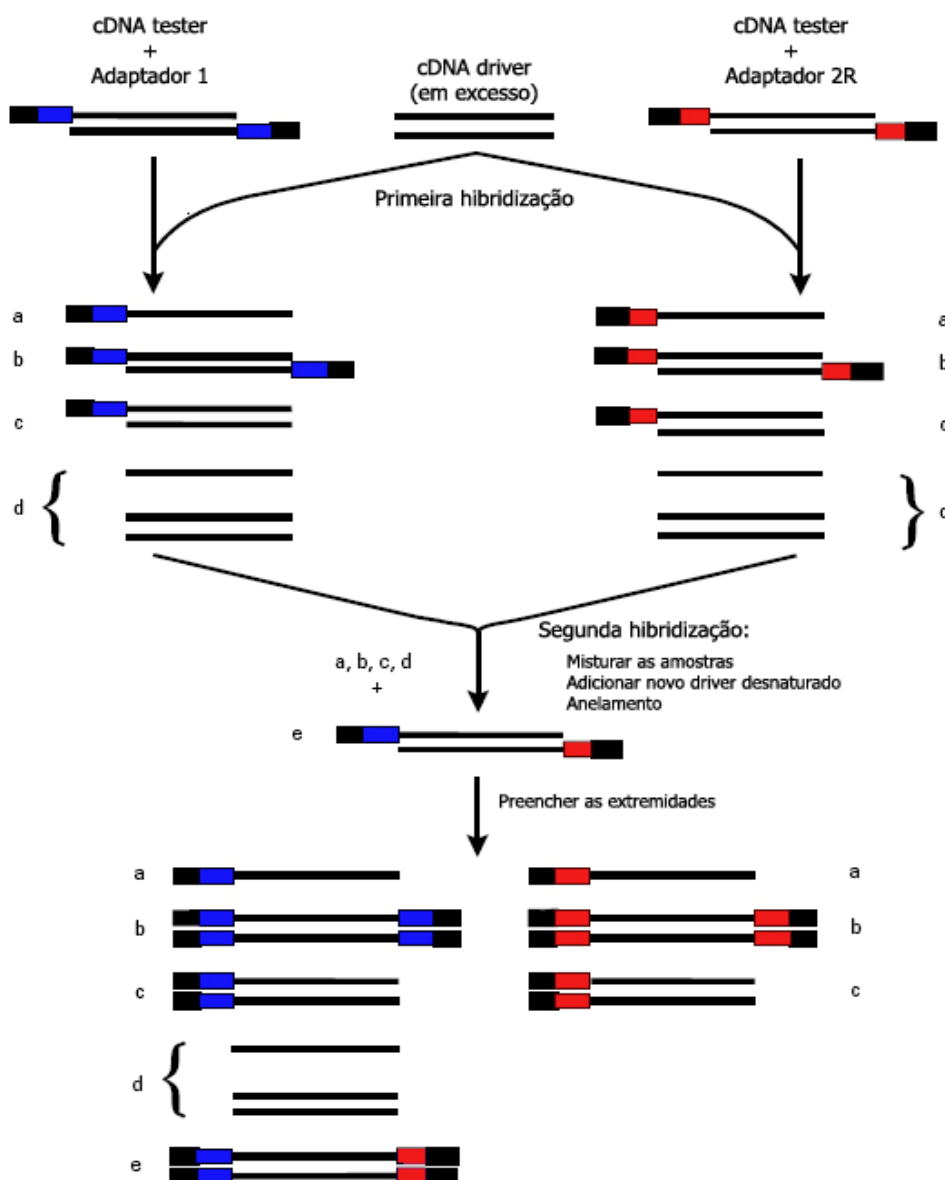 cDNA tester
+
Adaptador 1
cDNA driver
(em excesso)
cDNA tester
+
Adaptador 2R
Primeira hibridização
a
b
c
d
a
b
c
d
Segunda hibridização:
Misturar as amostras
Adicionar novo driver desnaturado
Anelamento
a, b, c, d
+
e
Preencher as extremidades
a
b
c
d
e
a
b
c